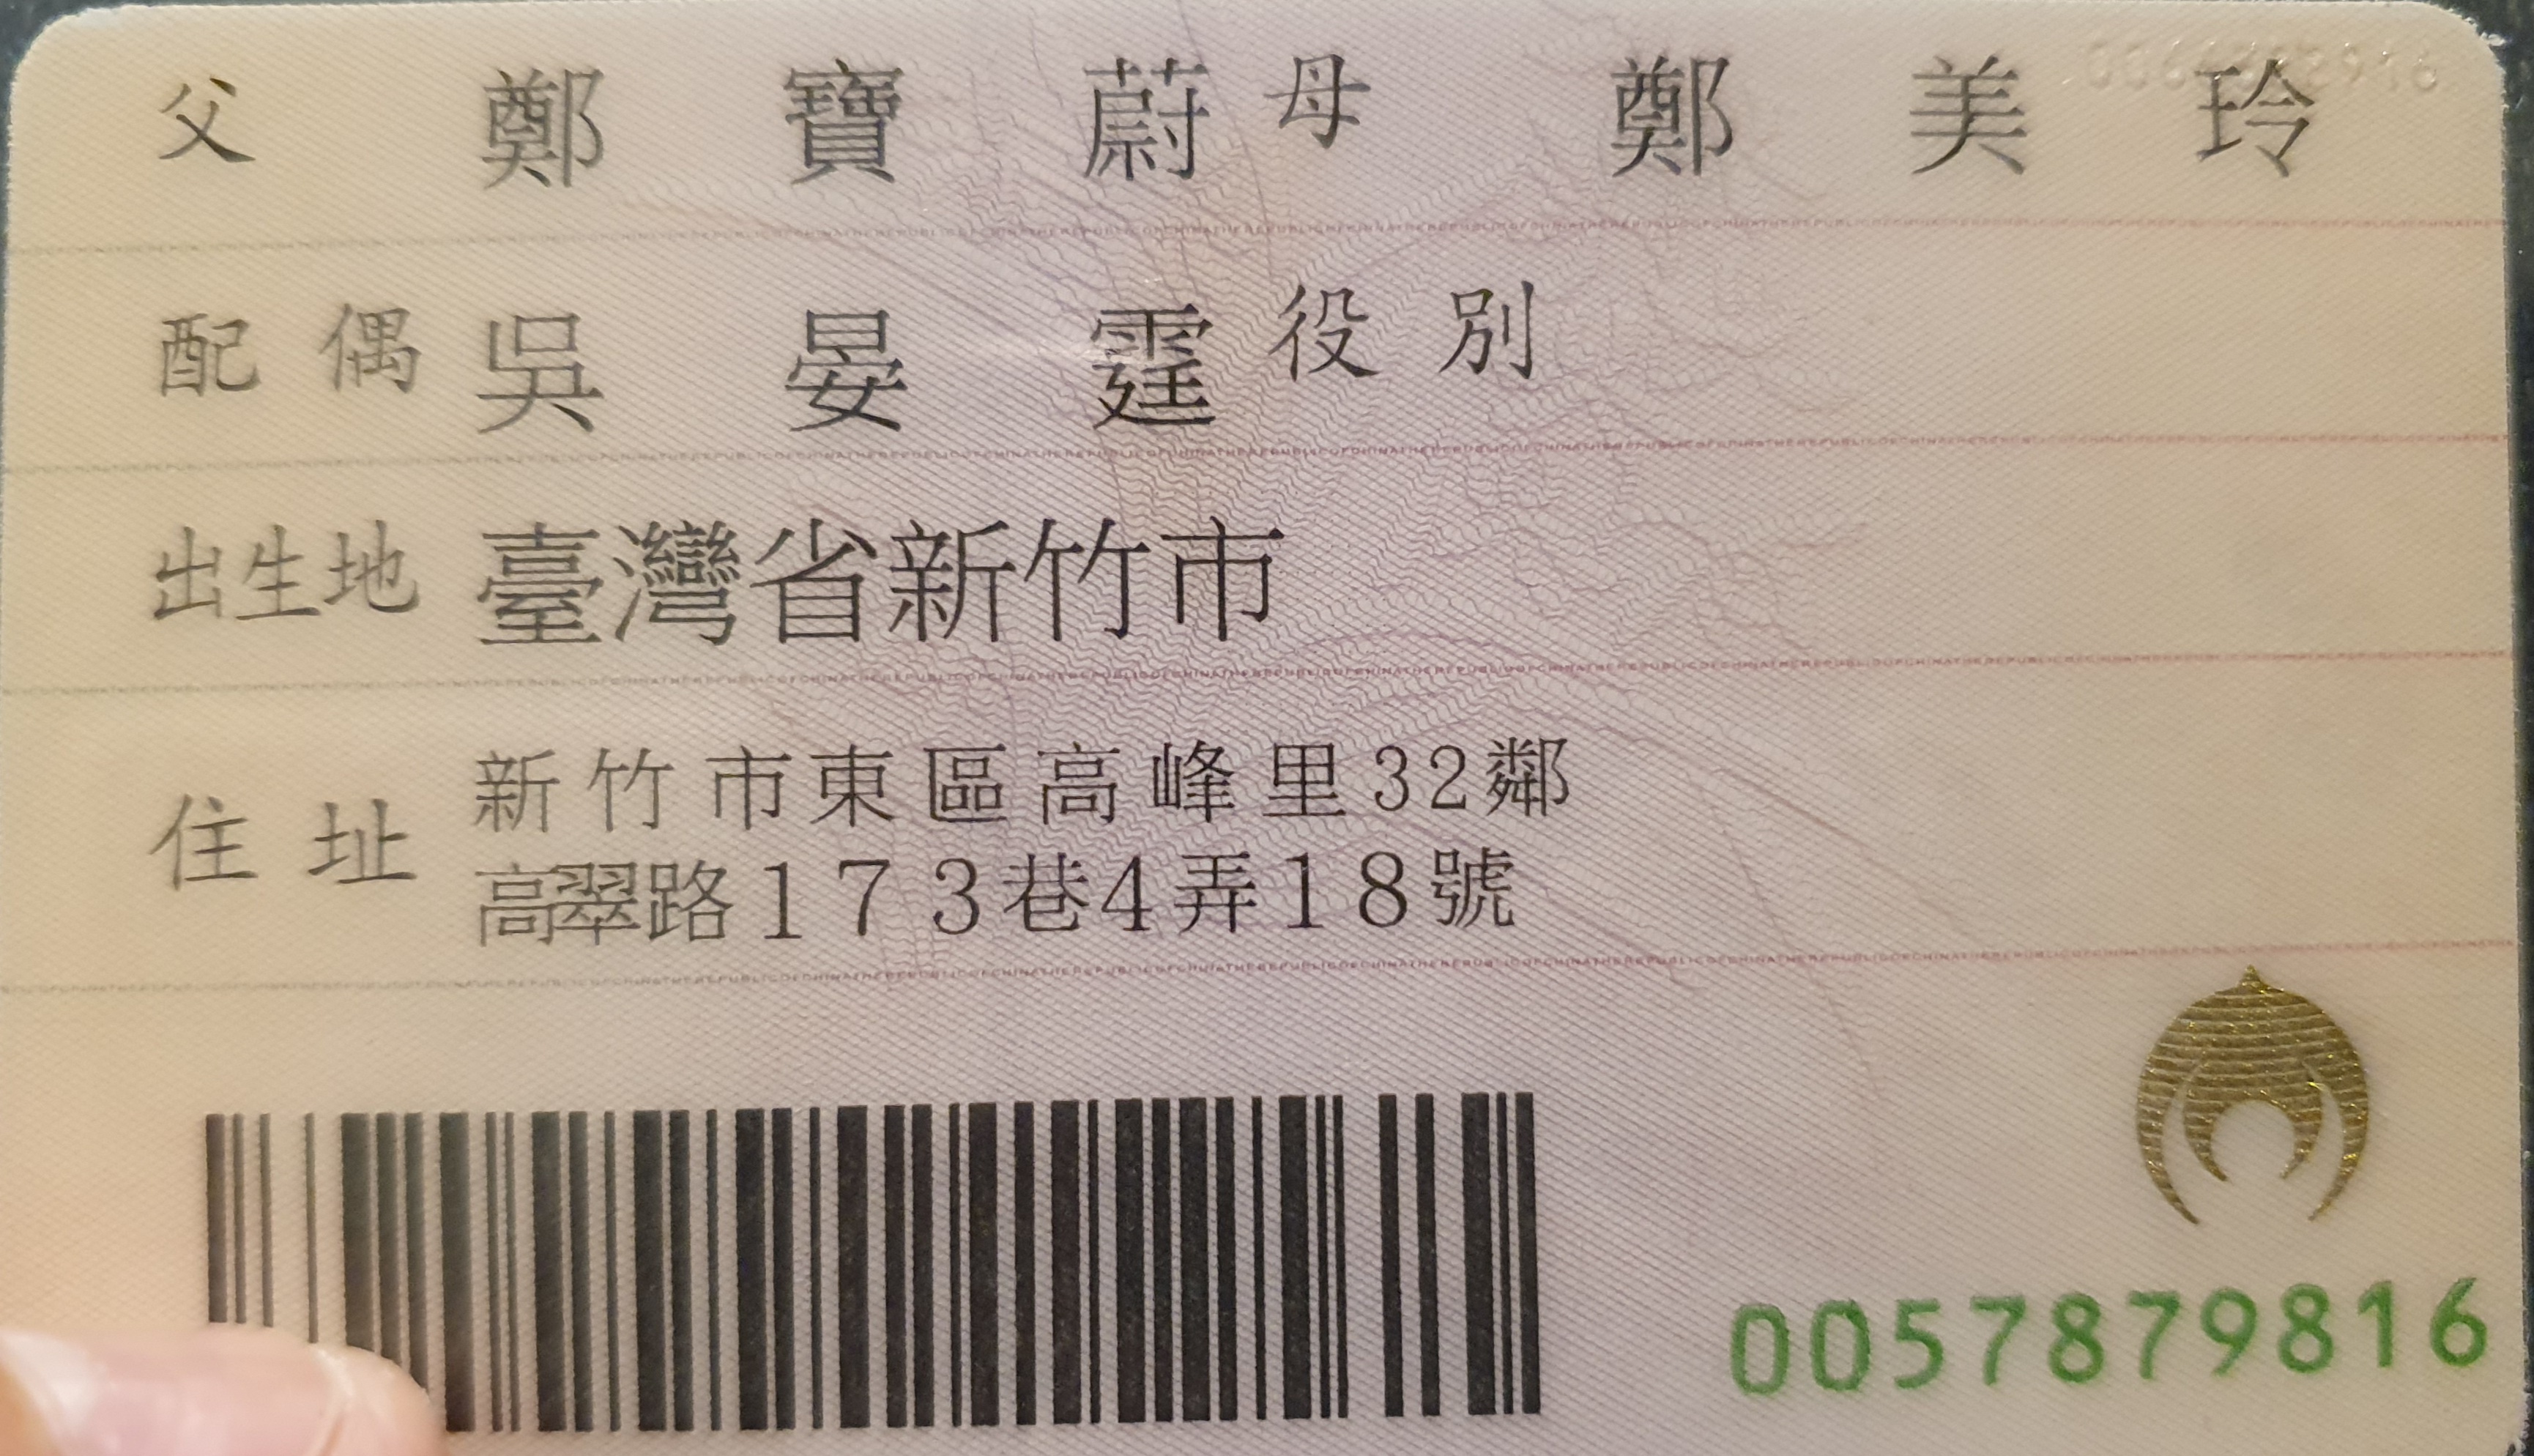 父 鄭寶蔚 母 鄭美玲
配偶 吳晏霆 役別
出生地 臺灣省新竹市
住址 新竹市東區高峰里32鄰
高翠路173巷4弄18號
0057879816